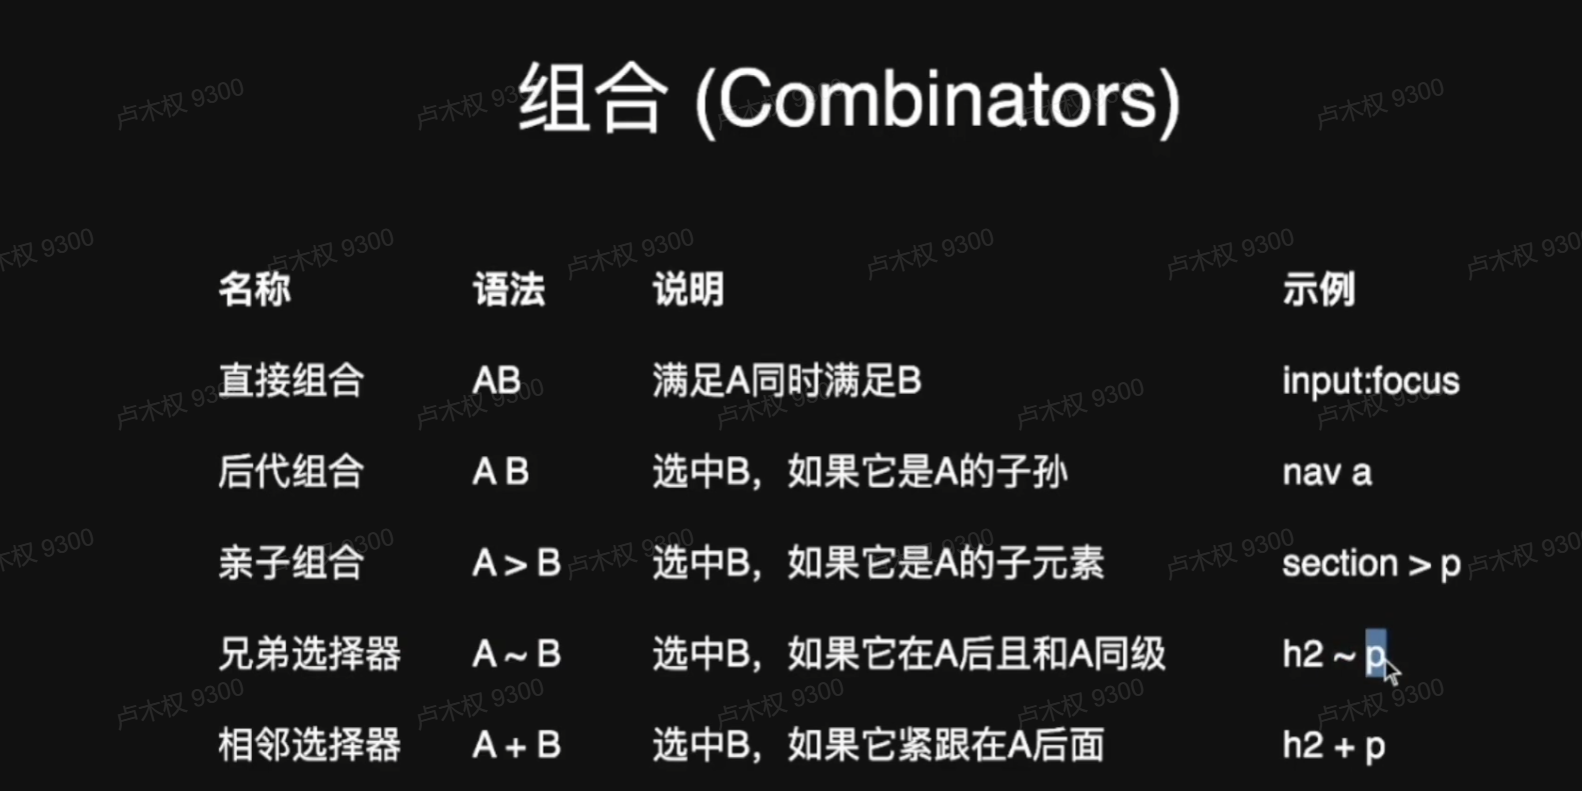 组合 (Combinators)
名称 语法 说明 示例
直接组合 AB 满足A同时满足B input:focus
后代组合 A B 选中B，如果它是A的子孙 nav a
亲子组合 A > B 选中B，如果它是A的子元素 section > p
兄弟选择器 A ~ B 选中B，如果它在A后且和A同级 h2 ~ p
相邻选择器 A + B 选中B，如果它紧跟在A后面 h2 + p
卢木权 9300